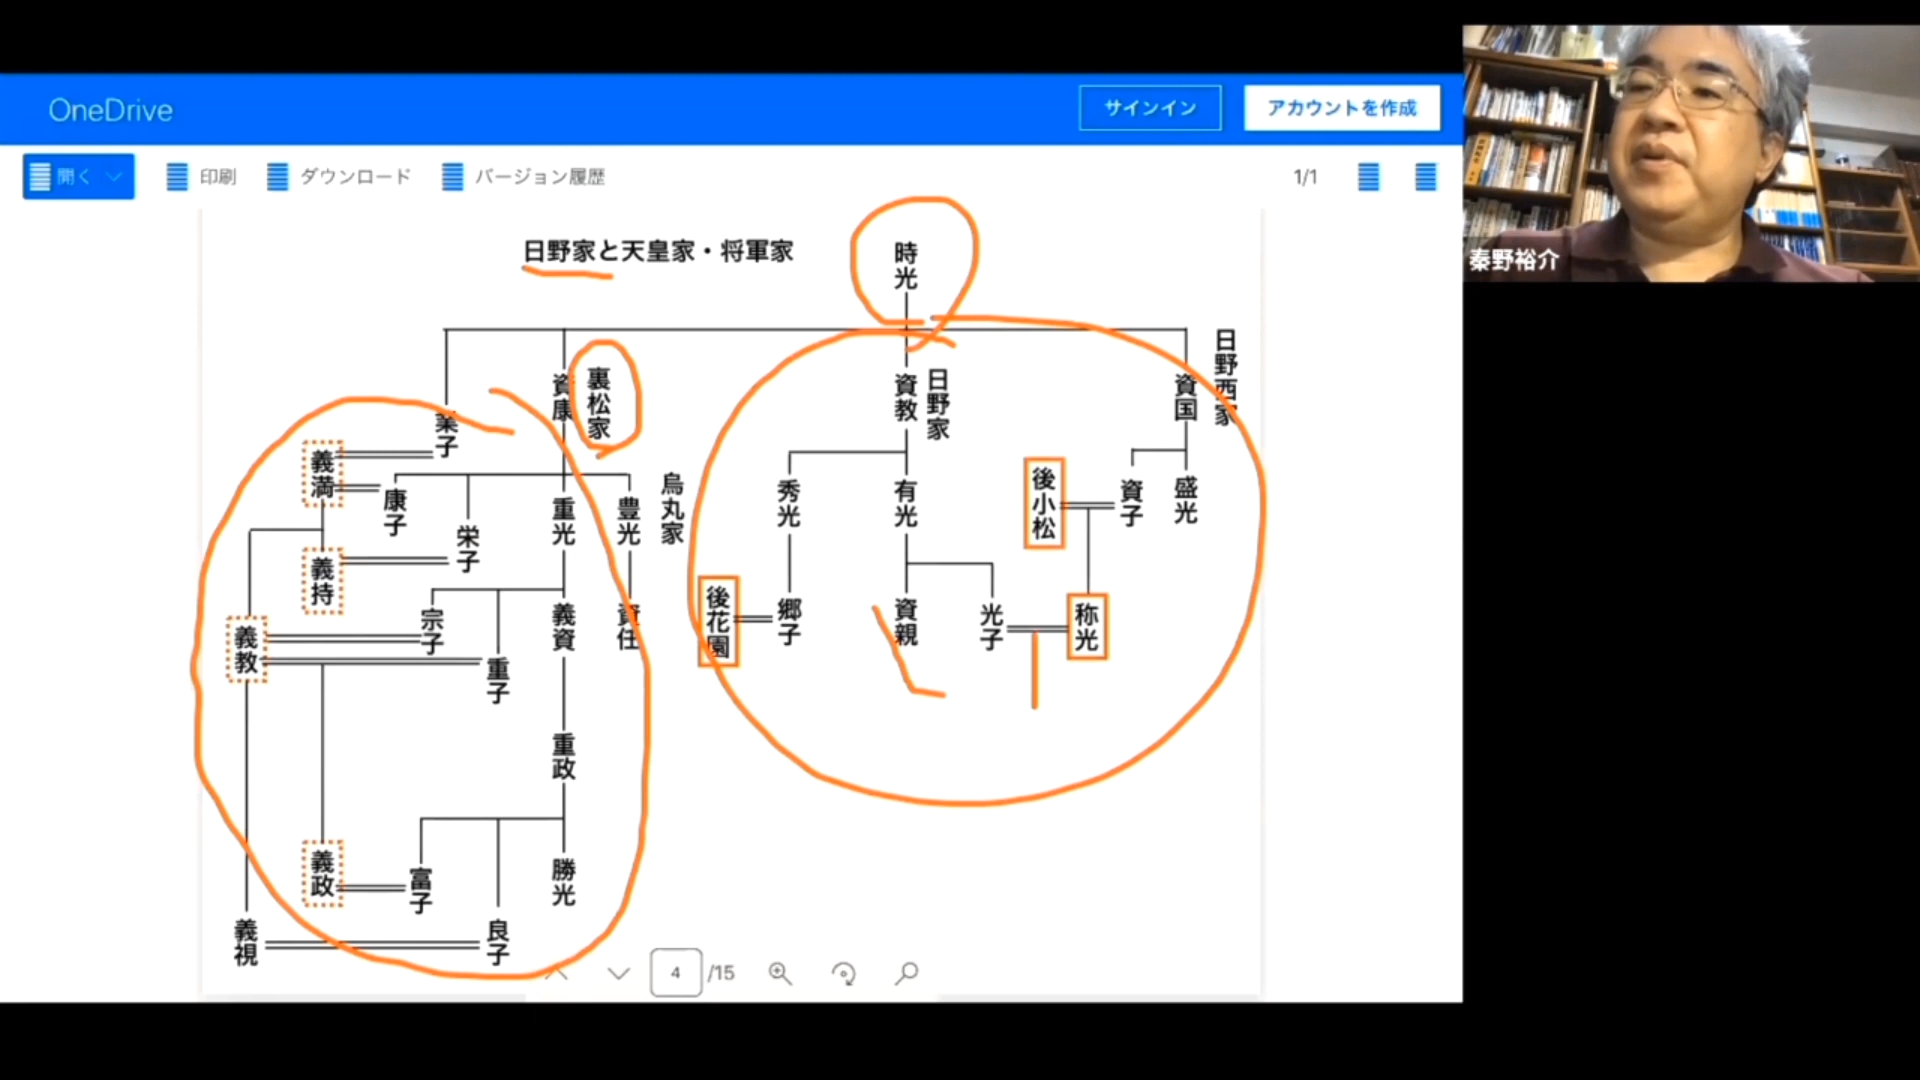 OneDrive
サインイン
アカウントを作成
開く
印刷
ダウンロード
バージョン履歴
1/1
秦野裕介
日野家と天皇家・将軍家
時光
日野西家
資国
日野家
資教
裏松家
資康
業子
義満
康子
栄子
重光
豊光
烏丸家
秀光
有光
後小松
資子
盛光
義持
義教
宗子
重子
義資
資任
後花園
郷子
資親
光子
称光
重政
義政
富子
勝光
義視
良子
4
/15